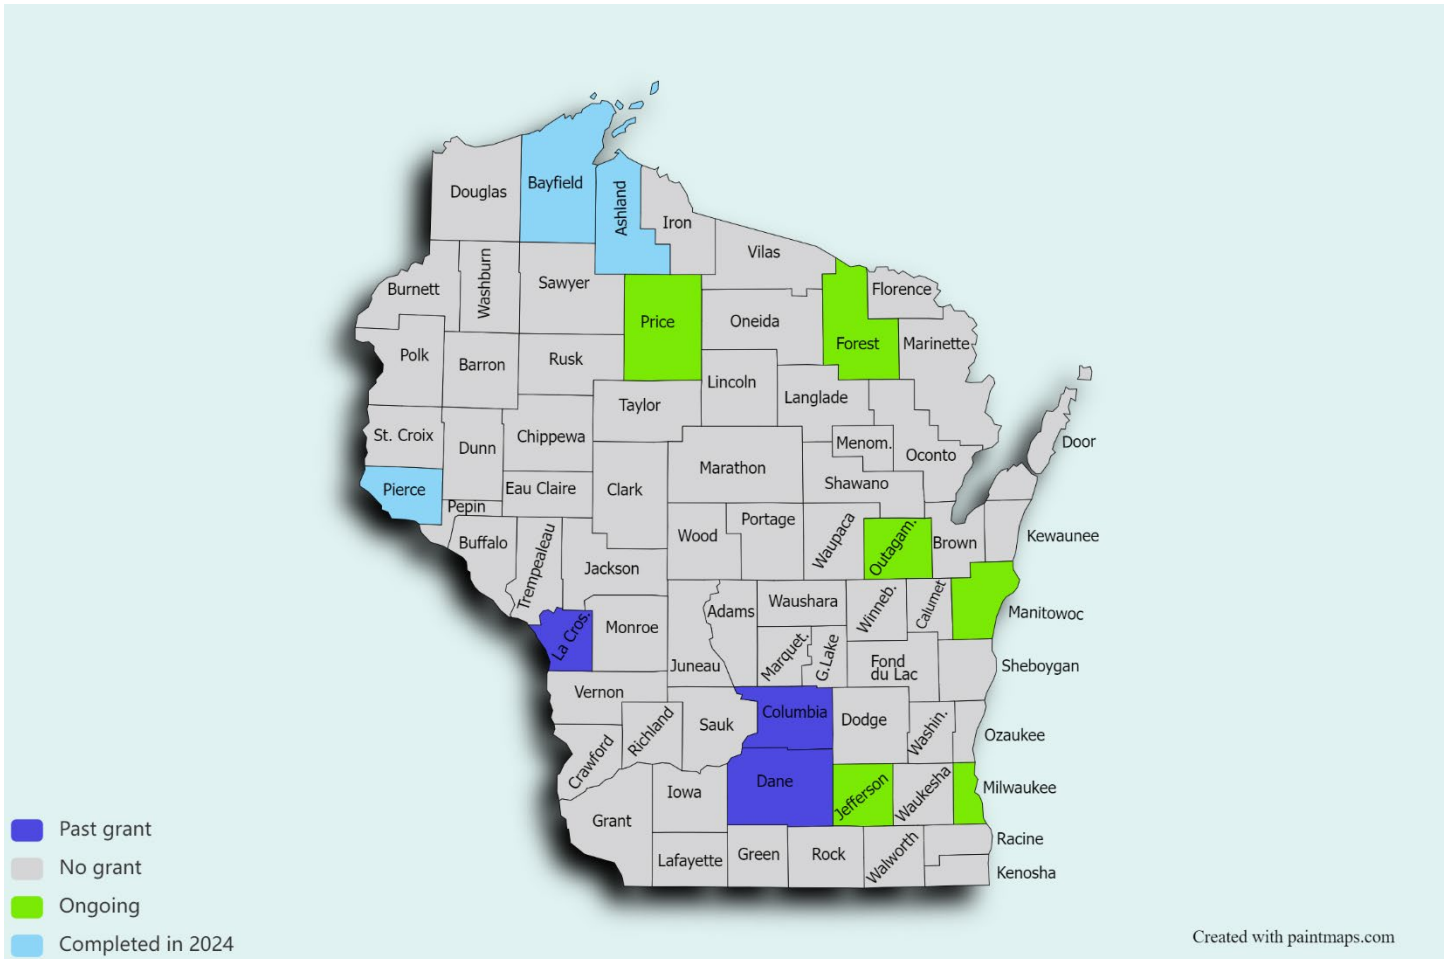 Douglas
Bayfield
Ashland
Iron
Vilas
Burnett
Washburn
Sawyer
Price
Oneida
Forest
Florence
Marinette
Polk
Barron
Rusk
Lincoln
Langlade
Taylor
St. Croix
Dunn
Chippewa
Menom.
Oconto
Door
Marathon
Shawano
Pierce
Pepin
Eau Claire
Clark
Buffalo
Trempealeau
Jackson
Wood
Portage
Waupaca
Outagam.
Brown
Kewaunee
La Cros.
Monroe
Juneau
Adams
Waushara
Marquet.
G.Lake
Winneb.
Calumet
Manitowoc
Fond
du Lac
Sheboygan
Vernon
Crawford
Richland
Sauk
Columbia
Dodge
Washin.
Ozaukee
Dane
Jefferson
Waukesha
Milwaukee
Iowa
Grant
Lafayette
Green
Rock
Walworth
Racine
Kenosha
Past grant
No grant
Ongoing
Completed in 2024
Created with paintmaps.com